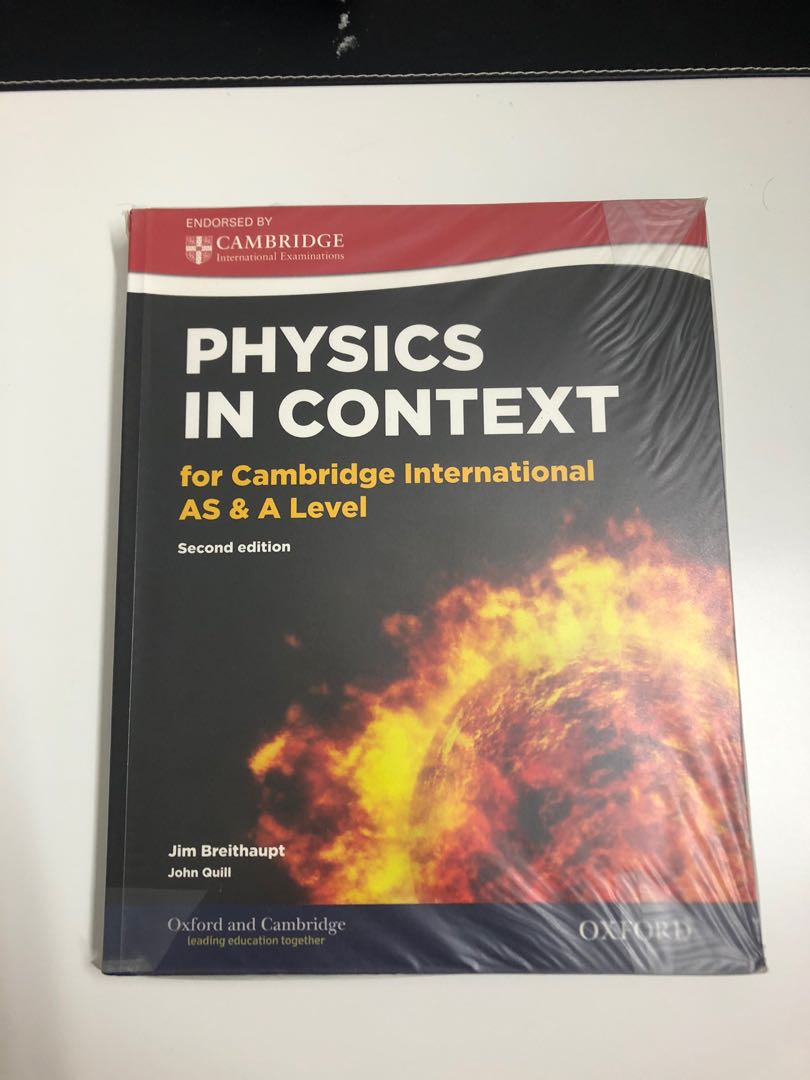 ENDORSED BY
CAMBRIDGE
International Examinations
PHYSICS
IN CONTEXT
for Cambridge International
AS & A Level
Second edition
Jim Breithaupt
John Quill
Oxford and Cambridge
leading education together
OXFORD